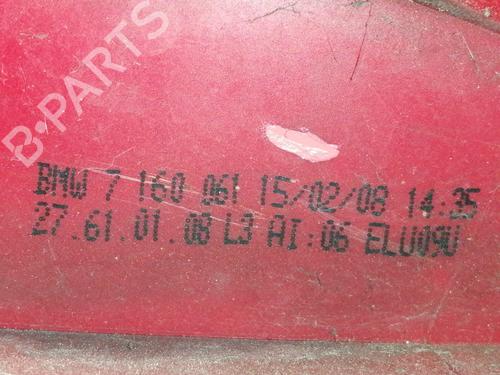 B-PARTS
BMW 7 160 061 15/02/08 14:35
27.61.01.08 L3 AI:06 ELU09U